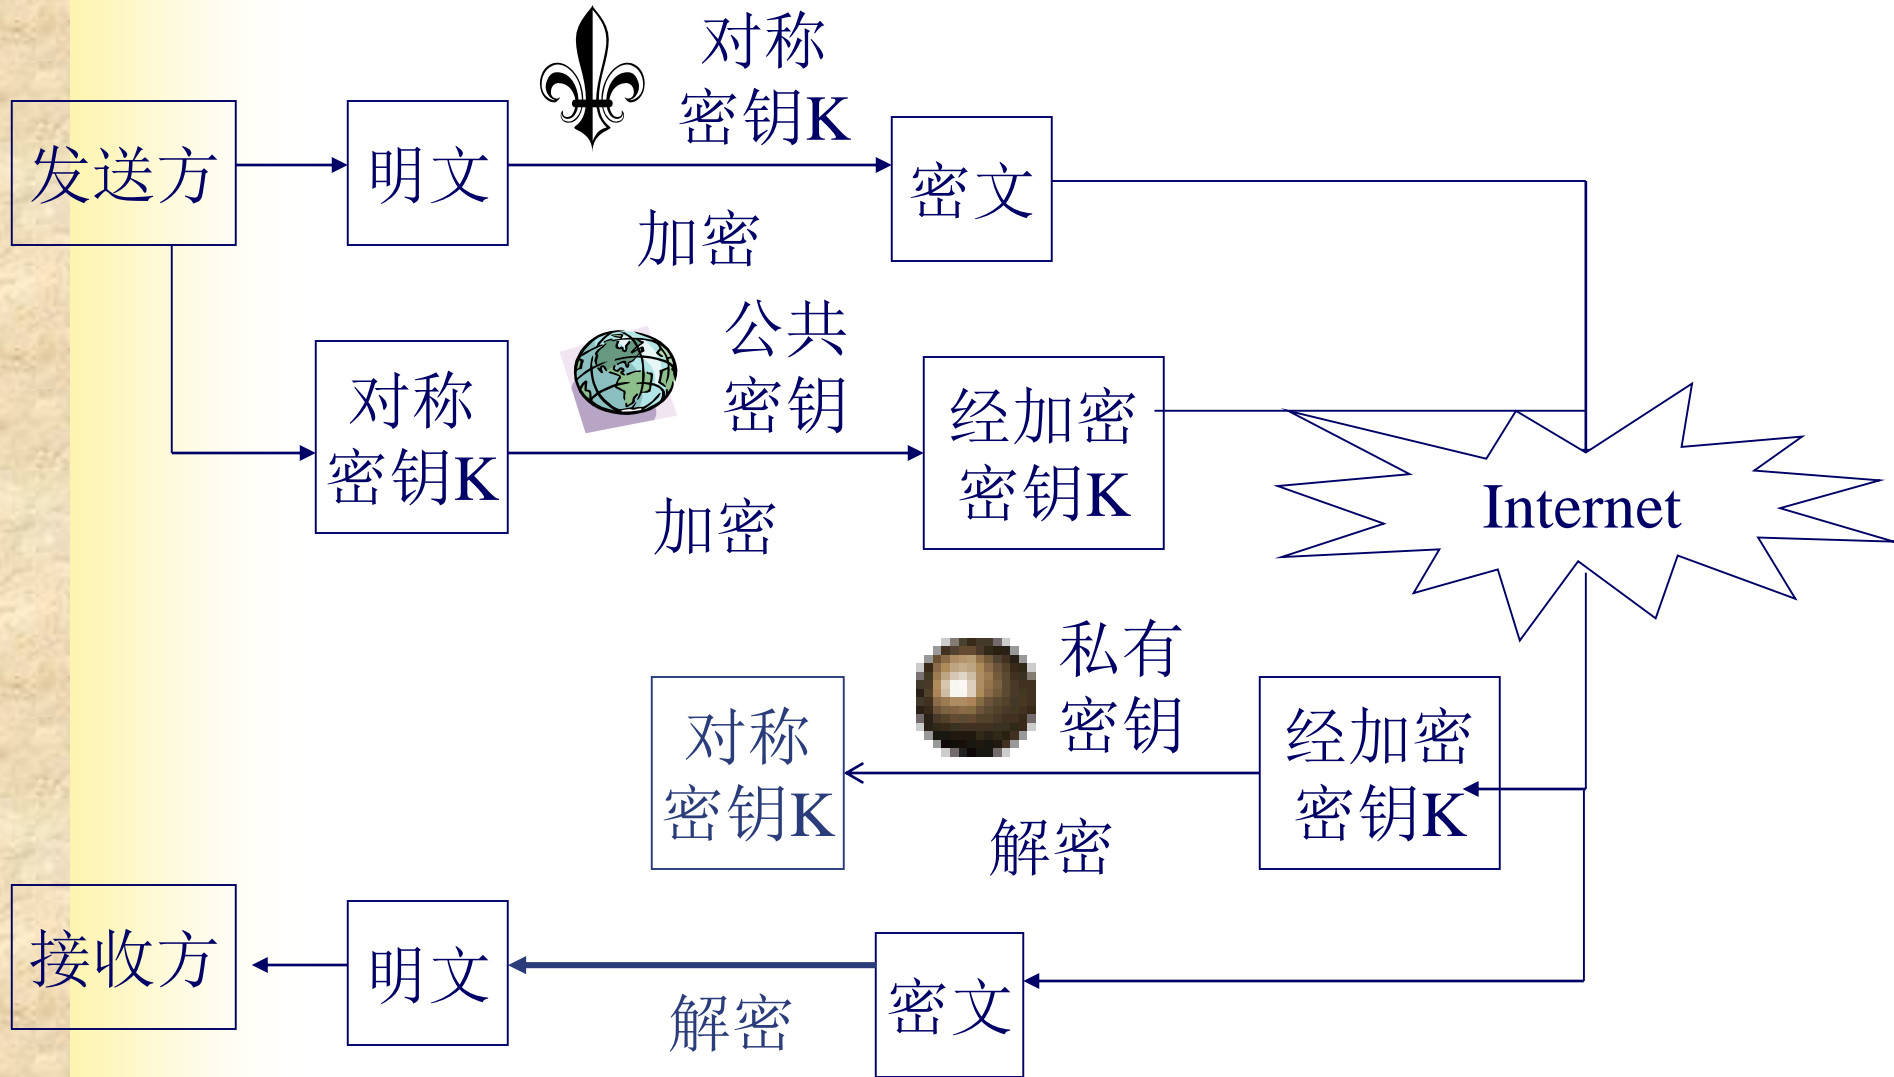 对称
密钥K
发送方
明文
密文
加密
公共
密钥
对称
密钥K
经加密
密钥K
加密
Internet
私有
密钥
对称
密钥K
经加密
密钥K
解密
接收方
明文
密文
解密